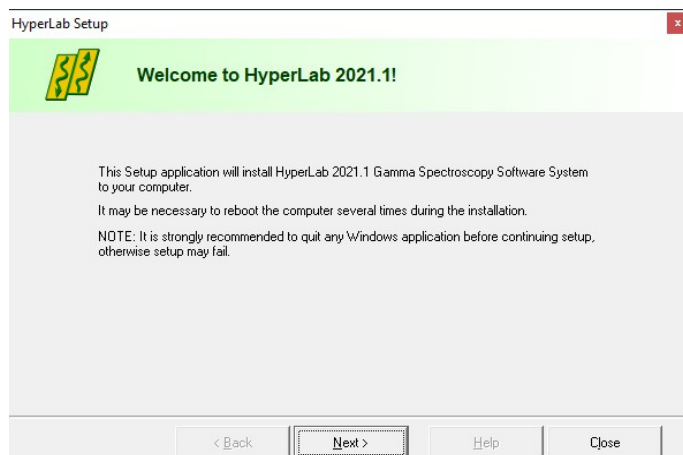 HyperLab Setup
x
Welcome to HyperLab 2021.1!
This Setup application will install HyperLab 2021.1 Gamma Spectroscopy Software System
to your computer.
It may be necessary to reboot the computer several times during the installation.
NOTE: It is strongly recommended to quit any Windows application before continuing setup,
otherwise setup may fail.
< Back Next > Help Close